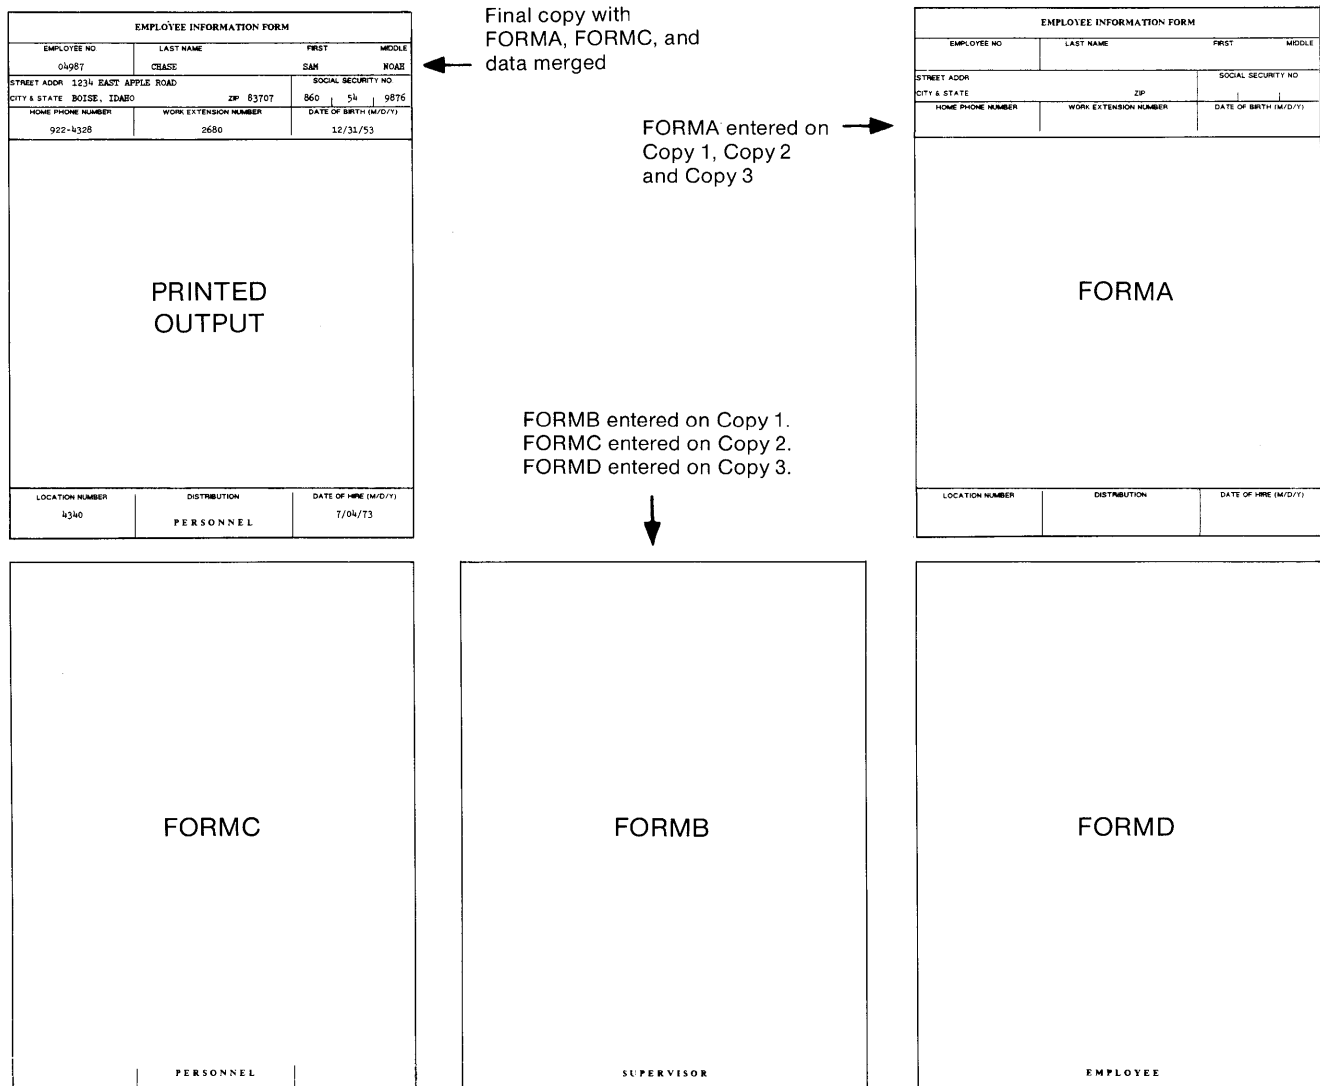 EMPLOYEE INFORMATION FORM
EMPLOYEE NO LAST NAME FIRST MIDDLE
04987 CHASE SAM NOAH
STREET ADDR 1234 EAST APPLE ROAD SOCIAL SECURITY NO
CITY & STATE BOISE, IDAHO ZIP 83707 860 54 9876
HOME PHONE NUMBER WORK EXTENSION NUMBER DATE OF BIRTH (M/D/Y)
922-4328 2680 12/31/53
PRINTED
OUTPUT
LOCATION NUMBER DISTRIBUTION DATE OF HIRE (M/D/Y)
4340 PERSONNEL 7/04/73
Final copy with
FORMA, FORMC, and
data merged
EMPLOYEE INFORMATION FORM
EMPLOYEE NO LAST NAME FIRST MIDDLE
STREET ADDR SOCIAL SECURITY NO
CITY & STATE ZIP
HOME PHONE NUMBER WORK EXTENSION NUMBER DATE OF BIRTH (M/D/Y)
FORMA entered on
Copy 1, Copy 2
and Copy 3
FORMA
LOCATION NUMBER DISTRIBUTION DATE OF HIRE (M/D/Y)
FORMB entered on Copy 1.
FORMC entered on Copy 2.
FORMD entered on Copy 3.
FORMC
PERSONNEL
FORMB
SUPERVISOR
FORMD
EMPLOYEE